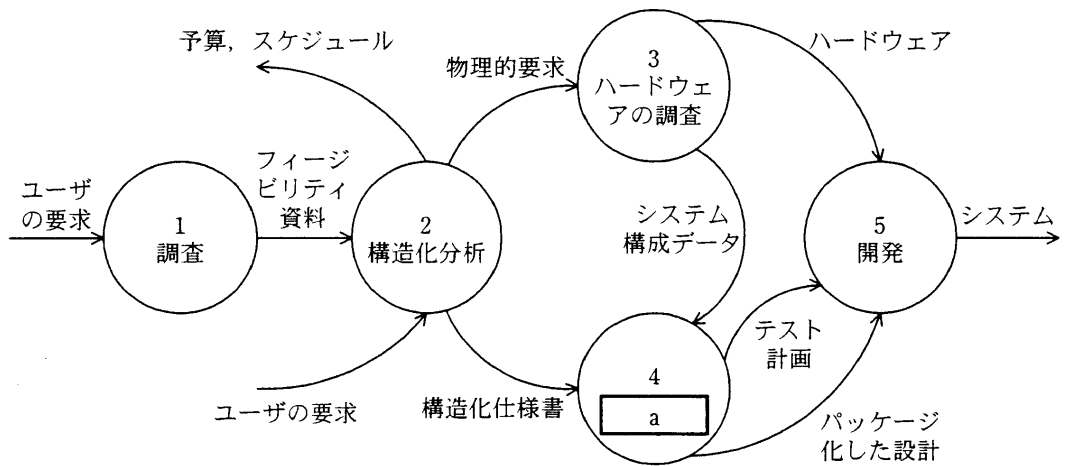 予算，スケジュール
物理的要求
3
ハードウェ
アの調査
ハードウェア
ユーザ
の要求
1
調査
フィージ
ビリティ
資料
2
構造化分析
システム
構成データ
5
開発
システム
ユーザの要求
構造化仕様書
4
a
テスト
計画
パッケージ
化した設計